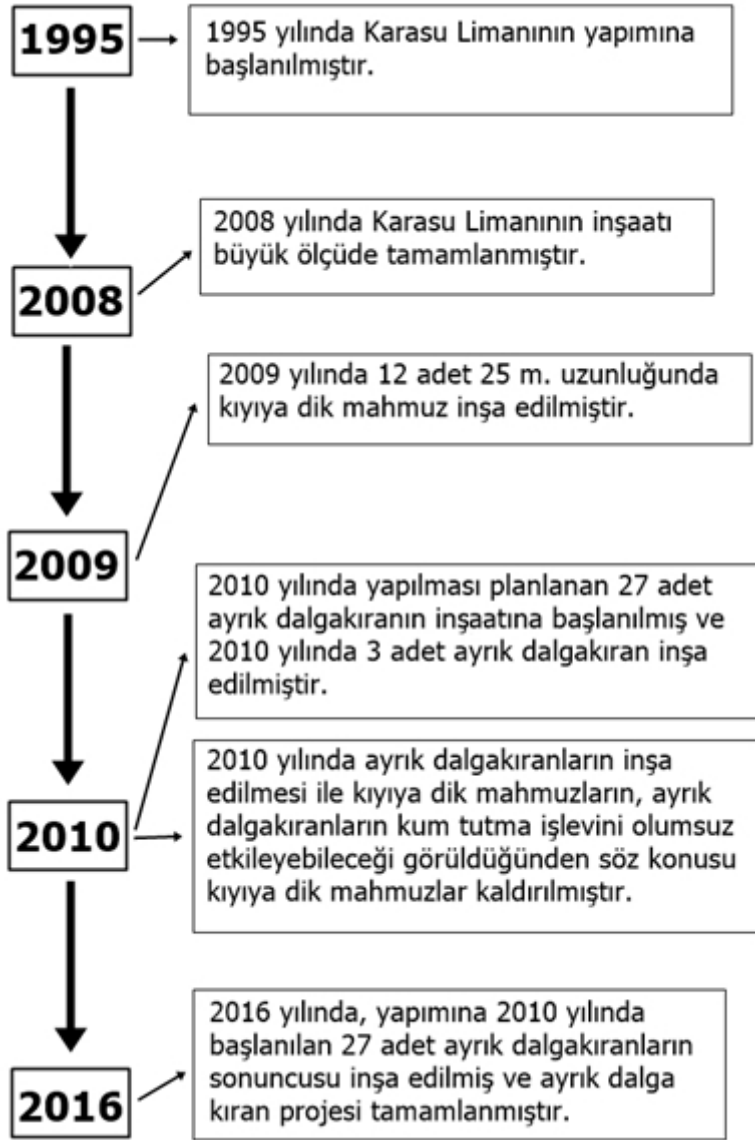 1995
1995 yılında Karasu Limanının yapımına
başlanılmıştır.
2008
2008 yılında Karasu Limanının inşaatı
büyük ölçüde tamamlanmıştır.
2009
2009 yılında 12 adet 25 m. uzunluğunda
kıyıya dik mahmuz inşa edilmiştir.
2010
2010 yılında yapılması planlanan 27 adet
ayrık dalgakıranın inşaatına başlanılmış ve
2010 yılında 3 adet ayrık dalgakıran inşa
edilmiştir.
2010 yılında ayrık dalgakıranların inşa
edilmesi ile kıyıya dik mahmuzların, ayrık
dalgakıranların kum tutma işlevini olumsuz
etkileyebileceği görüldüğünden söz konusu
kıyıya dik mahmuzlar kaldırılmıştır.
2016
2016 yılında, yapımına 2010 yılında
başlanılan 27 adet ayrık dalgakıranların
sonuncusu inşa edilmiş ve ayrık dalga
kıran projesi tamamlanmıştır.